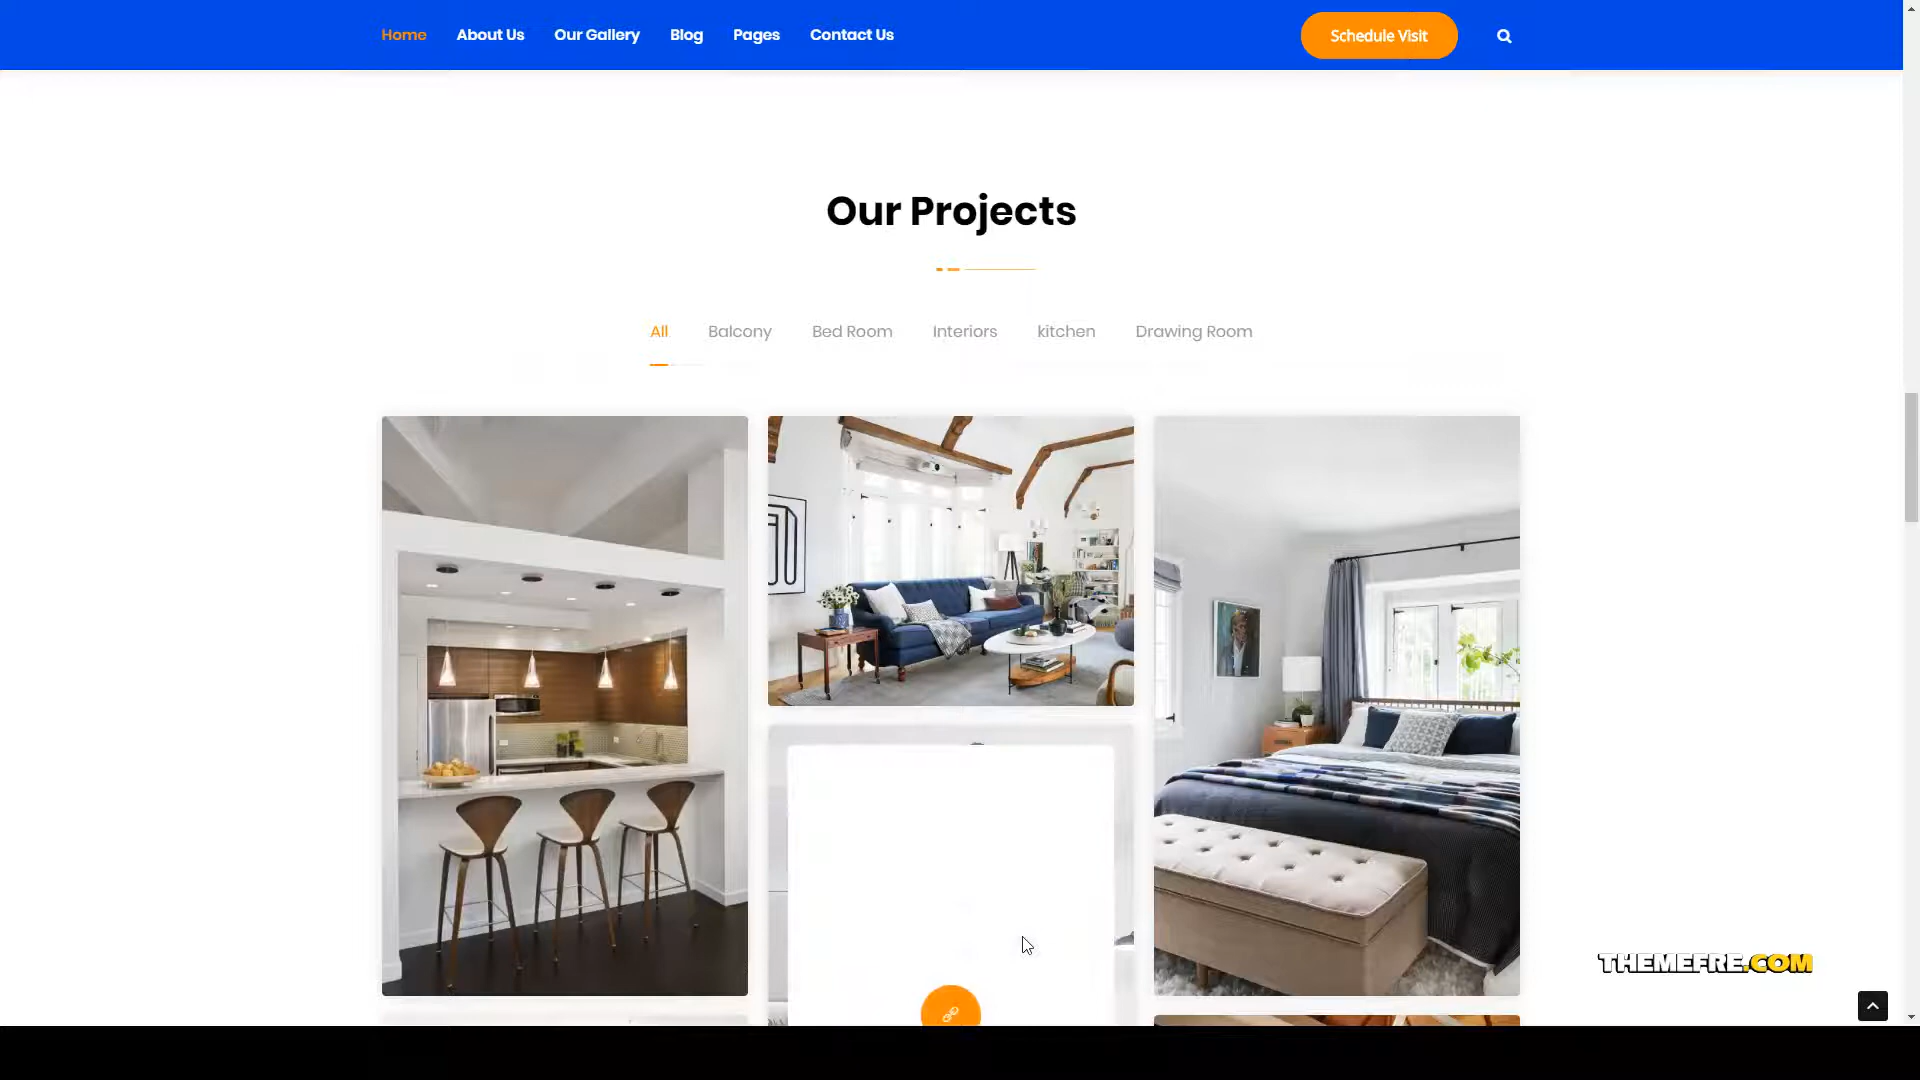 Home About Us Our Gallery Blog Pages Contact Us Schedule Visit
Our Projects
All Balcony Bed Room Interiors kitchen Drawing Room
THEMEFRE.COM